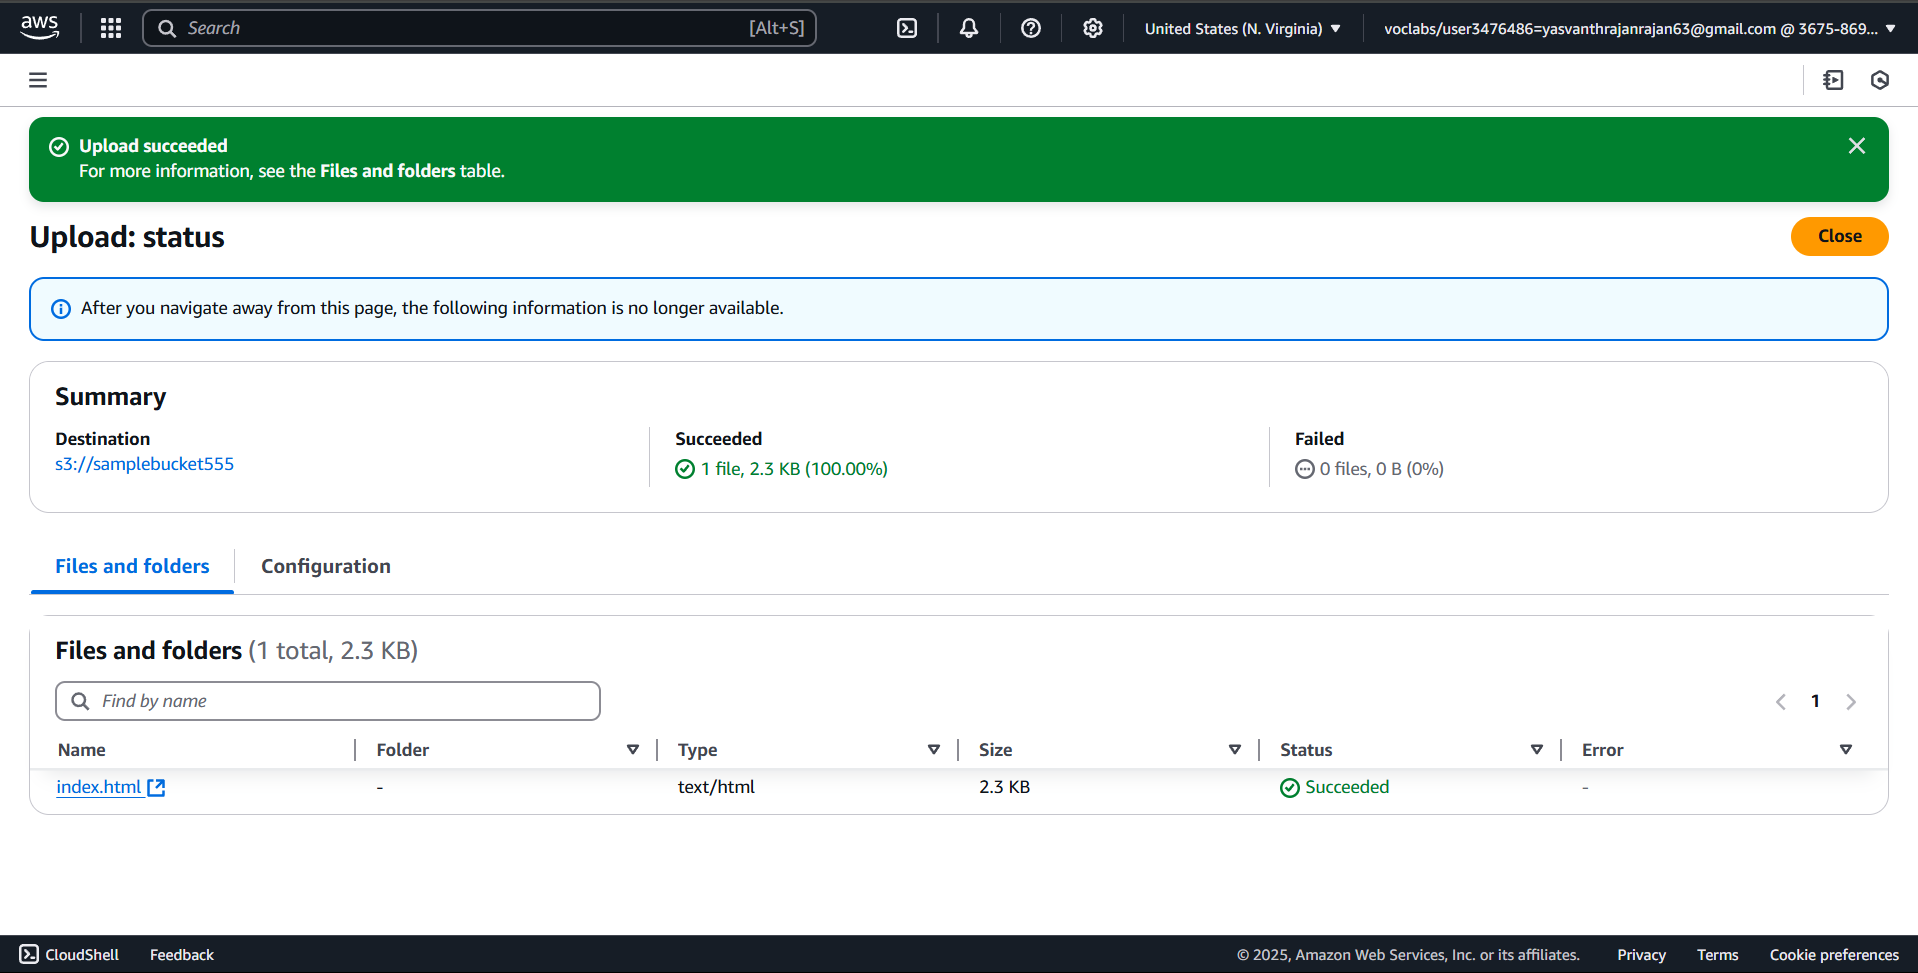 aws
Search [Alt+S]
United States (N. Virginia)
voclabs/user3476486=yasvanthrajanrajan63@gmail.com @ 3675-869...
Upload succeeded
For more information, see the Files and folders table.
Upload: status
Close
After you navigate away from this page, the following information is no longer available.
Summary
Destination
s3://samplebucket555
Succeeded
1 file, 2.3 KB (100.00%)
Failed
0 files, 0 B (0%)
Files and folders
Configuration
Files and folders (1 total, 2.3 KB)
Find by name
1
Name Folder Type Size Status Error
index.html - text/html 2.3 KB Succeeded -
CloudShell Feedback
© 2025, Amazon Web Services, Inc. or its affiliates. Privacy Terms Cookie preferences